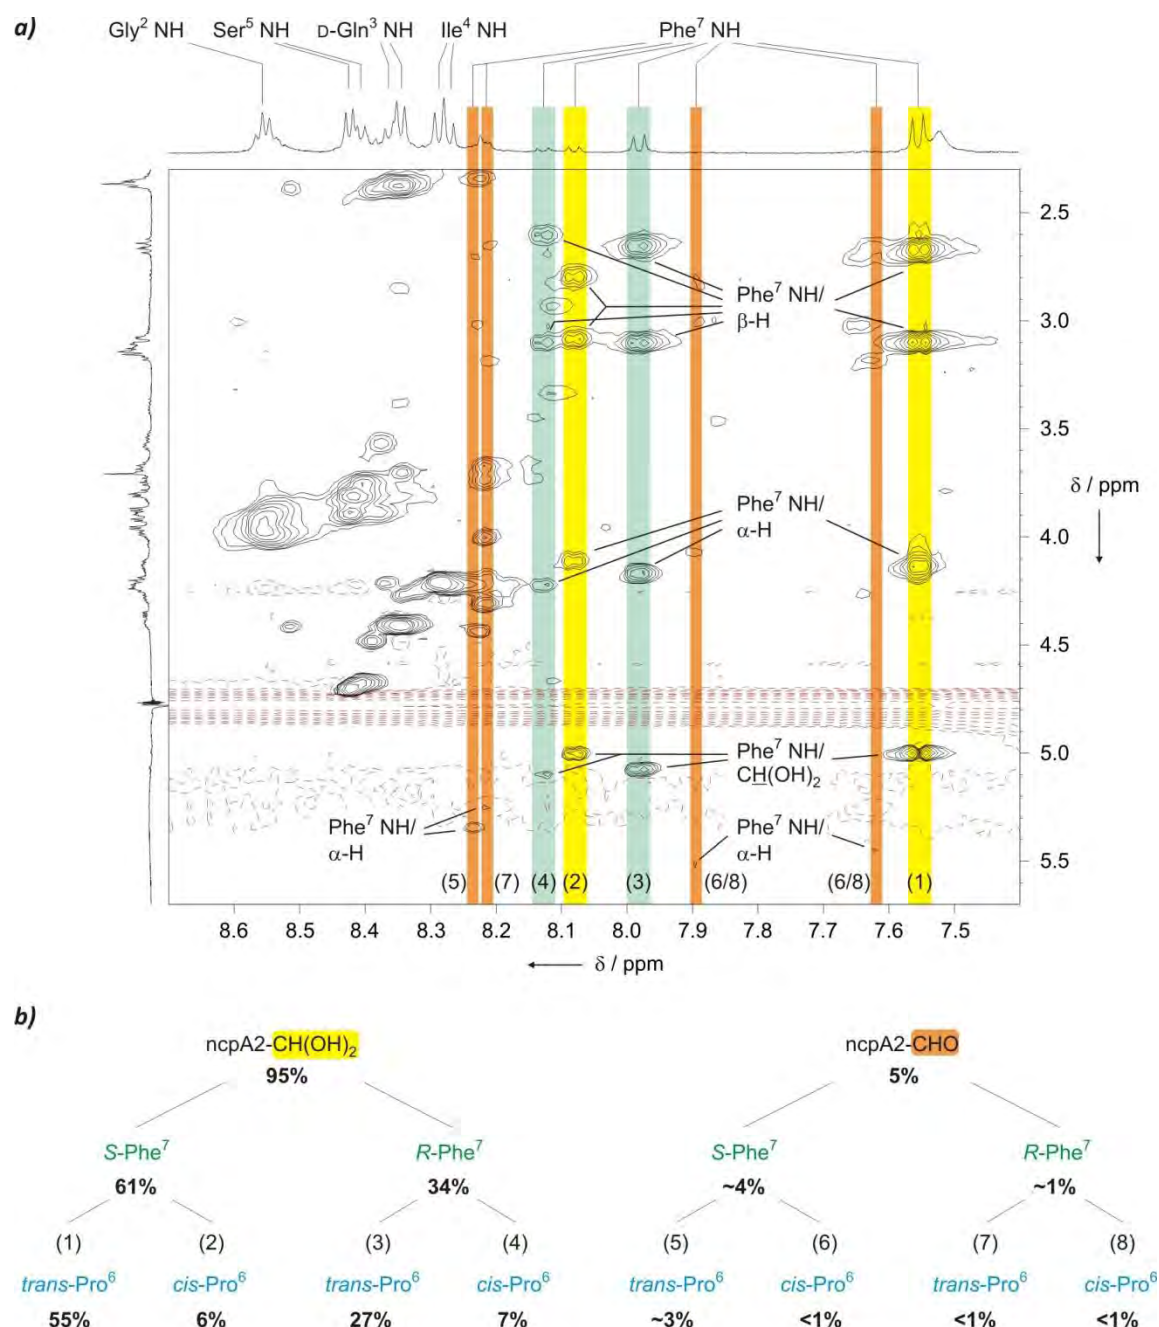 a)
Gly² NH Ser⁵ NH D-Gln³ NH Ile⁴ NH Phe⁷ NH
2.5
3.0
3.5
4.0
4.5
5.0
5.5
δ / ppm
Phe⁷ NH/
β-H
Phe⁷ NH/
α-H
Phe⁷ NH/
CH(OH)₂
Phe⁷ NH/
α-H
Phe⁷ NH/
α-H
(5) (7) (4) (2) (3) (6/8) (6/8) (1)
8.6 8.5 8.4 8.3 8.2 8.1 8.0 7.9 7.8 7.7 7.6 7.5
δ / ppm
b)
ncpA2-CH(OH)₂ ncpA2-CHO
95% 5%
S-Phe⁷ R-Phe⁷ S-Phe⁷ R-Phe⁷
61% 34% ~4% ~1%
(1) (2) (3) (4) (5) (6) (7) (8)
trans-Pro⁶ cis-Pro⁶ trans-Pro⁶ cis-Pro⁶ trans-Pro⁶ cis-Pro⁶ trans-Pro⁶ cis-Pro⁶
55% 6% 27% 7% ~3% <1% <1% <1%